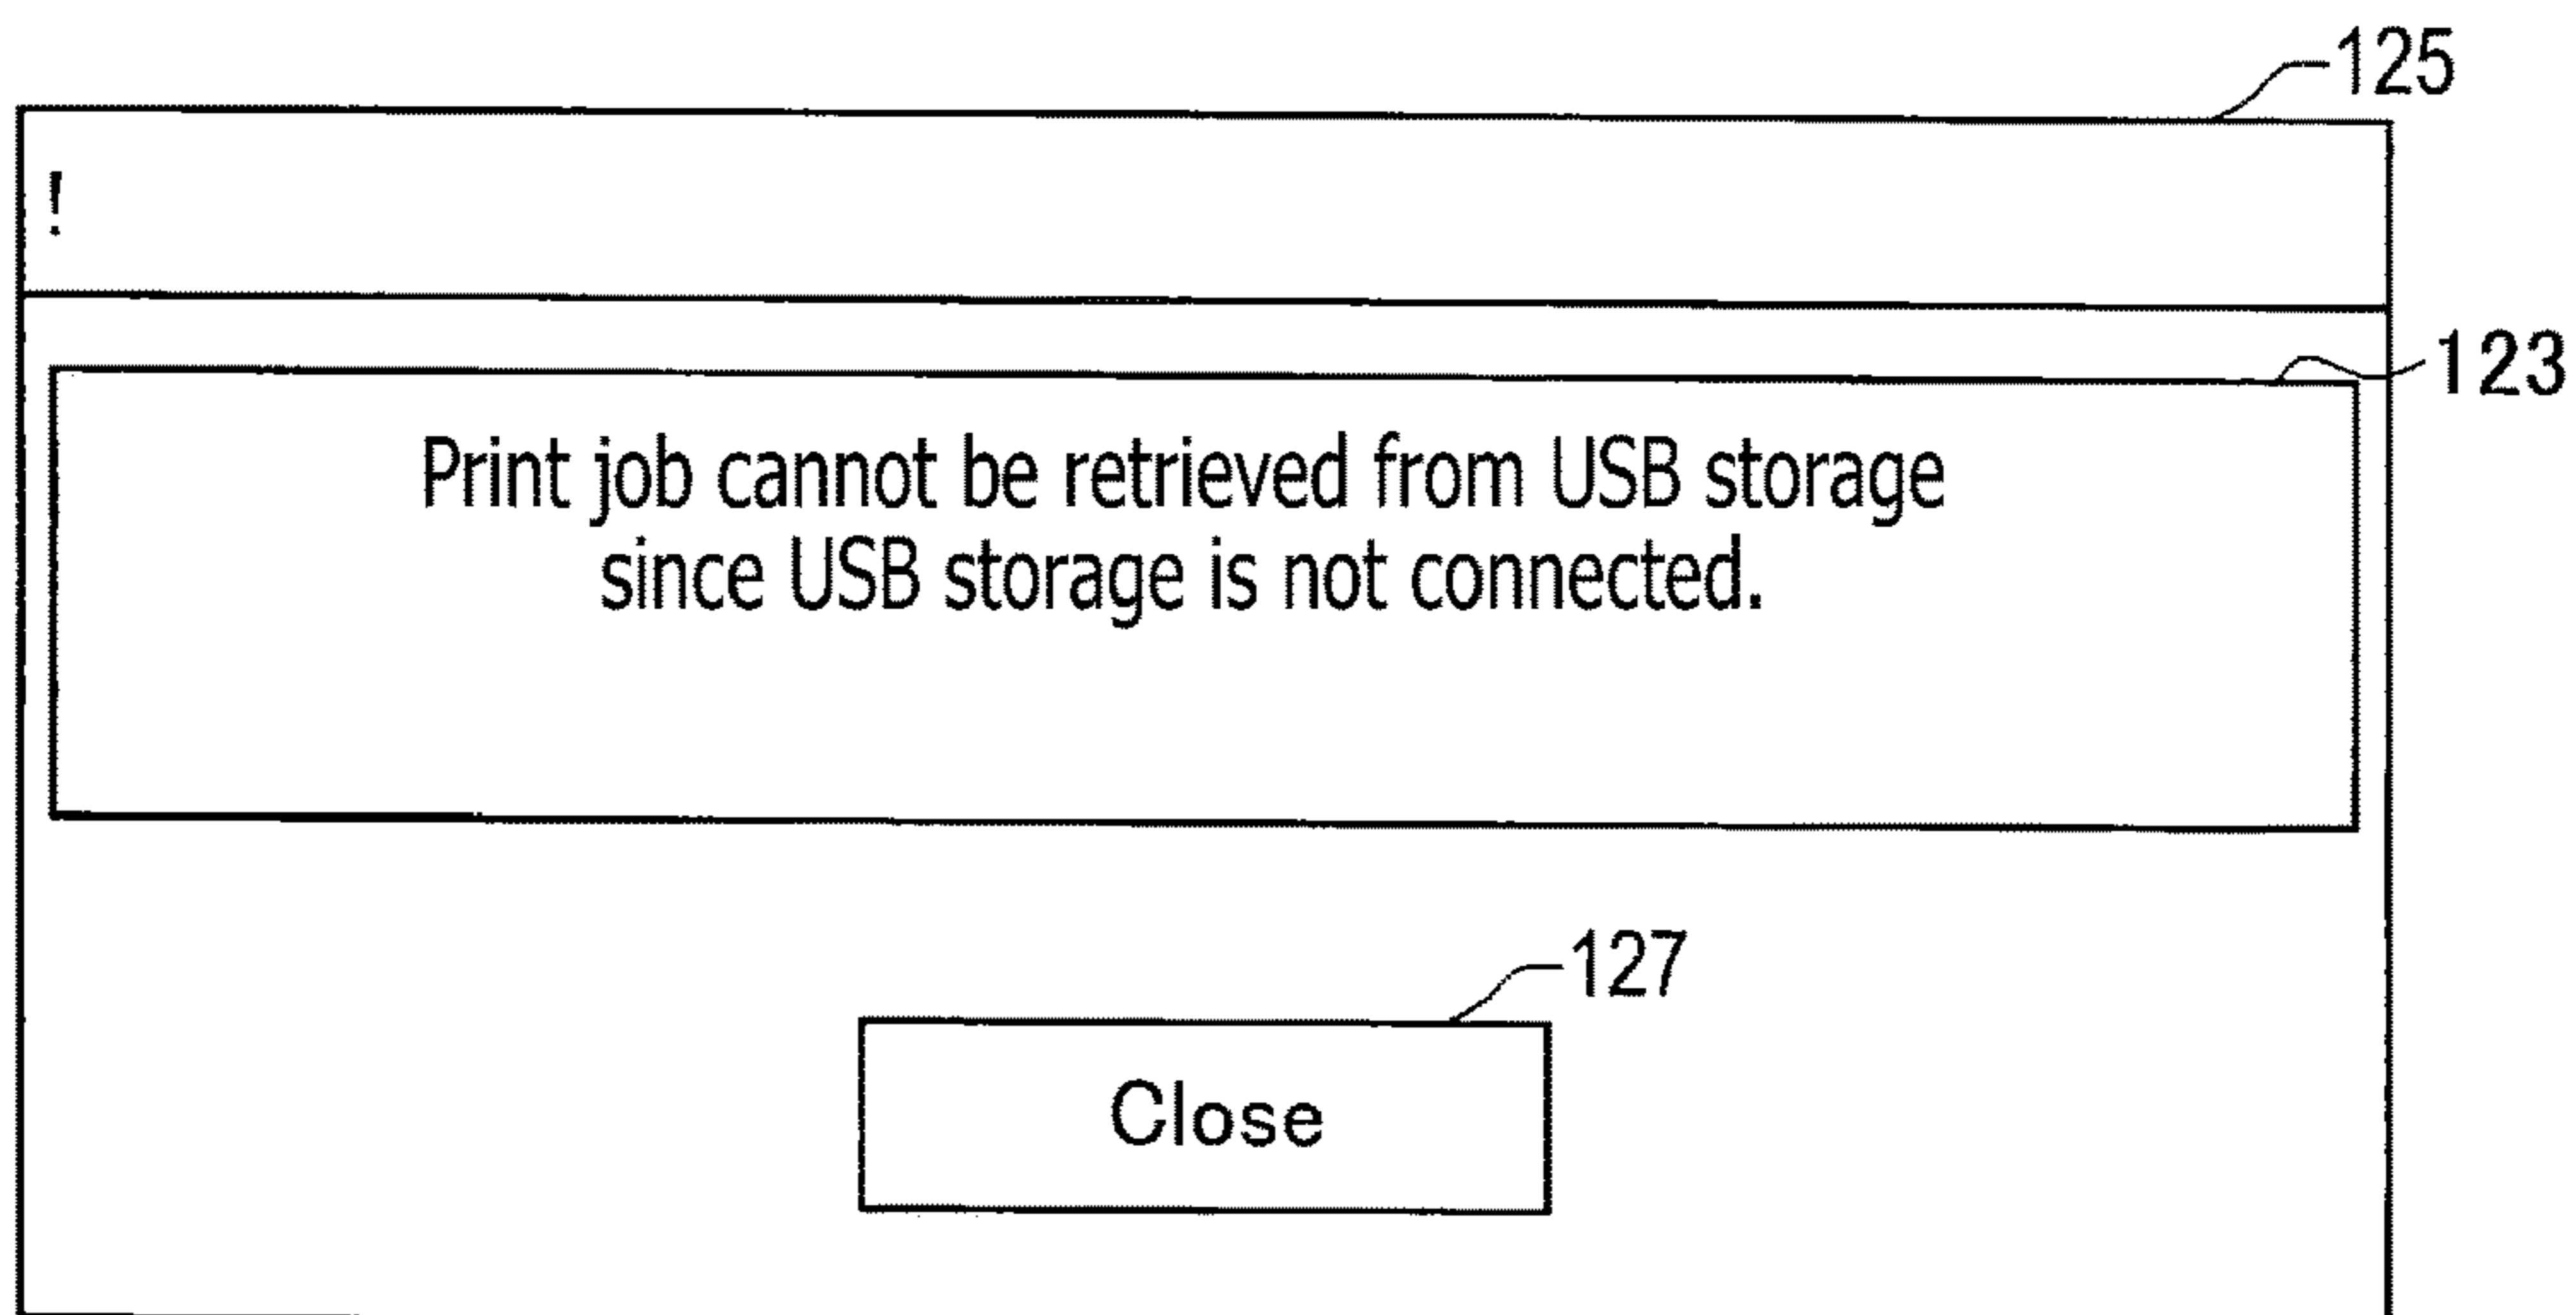 125
!
123
Print job cannot be retrieved from USB storage
since USB storage is not connected.
127
Close